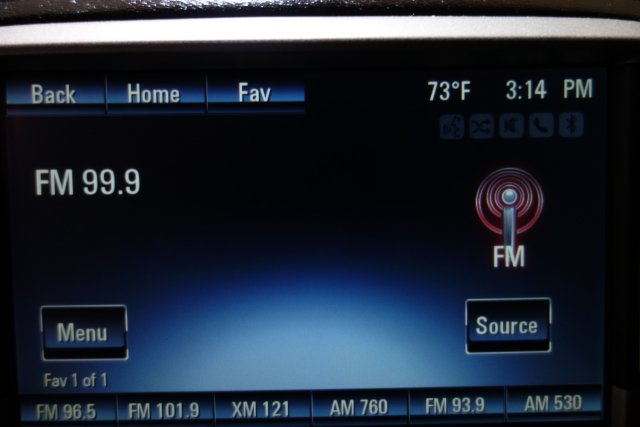 Back Home Fav 73°F 3:14 PM
FM 99.9
FM
Menu Source
Fav 1 of 1
FM 96.5 FM 101.9 XM 121 AM 760 FM 93.9 AM 530